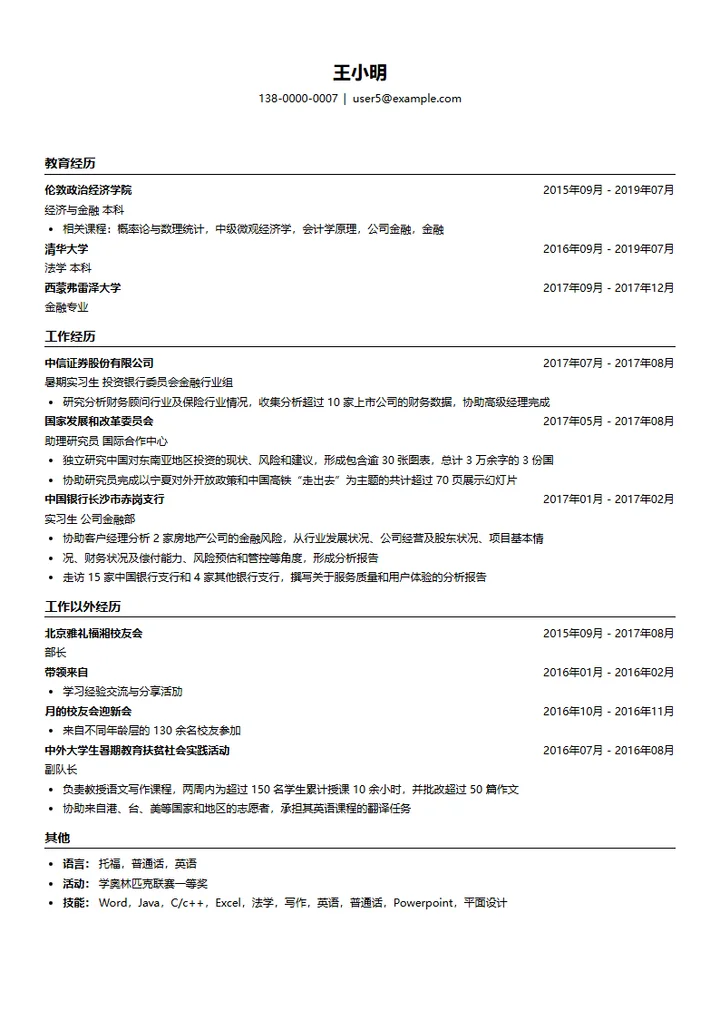 王小明
138-0000-0007 | user5@example.com
教育经历
伦敦政治经济学院 2015年09月 - 2019年07月
经济与金融 本科
• 相关课程：概率论与数理统计，中级微观经济学，会计学原理，公司金融，金融
清华大学 2016年09月 - 2019年07月
法学 本科
西蒙弗雷泽大学 2017年09月 - 2017年12月
金融专业
工作经历
中信证券股份有限公司 2017年07月 - 2017年08月
暑期实习生 投资银行委员会金融行业组
• 研究分析财务顾问行业及保险行业情况，收集分析超过 10 家上市公司的财务数据，协助高级经理完成
国家发展和改革委员会 2017年05月 - 2017年08月
助理研究员 国际合作中心
• 独立研究中国对东南亚地区投资的现状、风险和建议，形成包含逾 30 张图表，总计 3 万余字的 3 份国
• 协助研究员完成以宁夏对外开放政策和中国高铁“走出去”为主题的共计超过 70 页展示幻灯片
中国银行长沙市赤岗支行 2017年01月 - 2017年02月
实习生 公司金融部
• 协助客户经理分析 2 家房地产公司的金融风险，从行业发展状况、公司经营及股东状况、项目基本情
• 况、财务状况及偿付能力、风险预估和管控等角度，形成分析报告
• 走访 15 家中国银行支行和 4 家其他银行支行，撰写关于服务质量和用户体验的分析报告
工作以外经历
北京雅礼福湘校友会 2015年09月 - 2017年08月
部长
带领来自 2016年01月 - 2016年02月
• 学习经验交流与分享活劢
月的校友会迎新会 2016年10月 - 2016年11月
• 来自不同年龄层的 130 余名校友参加
中外大学生暑期教育扶贫社会实践活动 2016年07月 - 2016年08月
副队长
• 负责教授语文写作课程，两周内为超过 150 名学生累计授课 10 余小时，并批改超过 50 篇作文
• 协助来自港、台、美等国家和地区的志愿者，承担其英语课程的翻译任务
其他
• 语言： 托福，普通话，英语
• 活动： 学奥林匹克联赛一等奖
• 技能： Word，Java，C/c++，Excel，法学，写作，英语，普通话，Powerpoint，平面设计